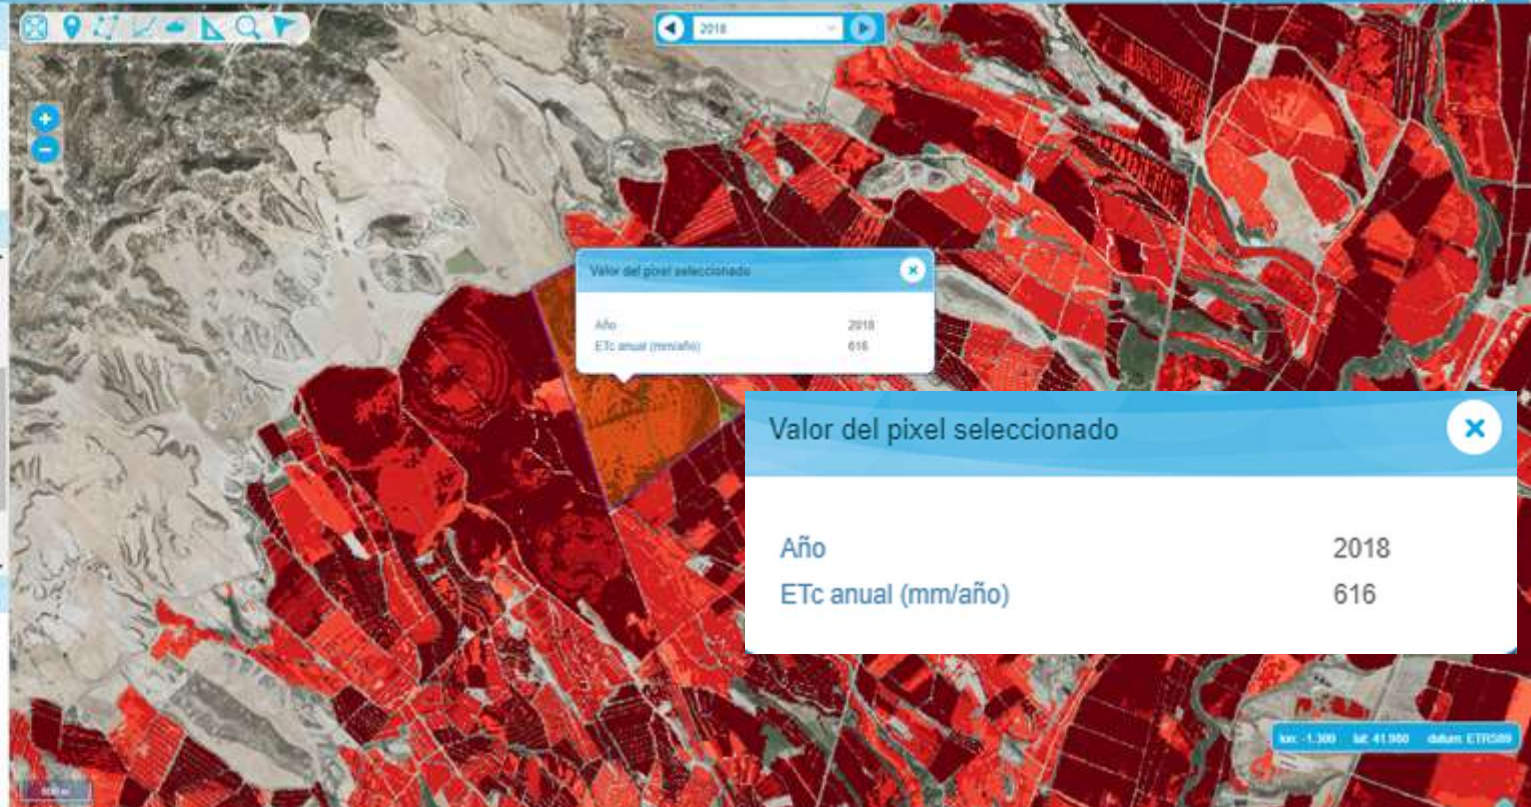 2018
Valor del pixel seleccionado
Año 2018
ETc anual (mm/año) 616
Valor del pixel seleccionado
Año 2018
ETc anual (mm/año) 616
lon: -1.300 lat: 41.980 datum: ETRS89